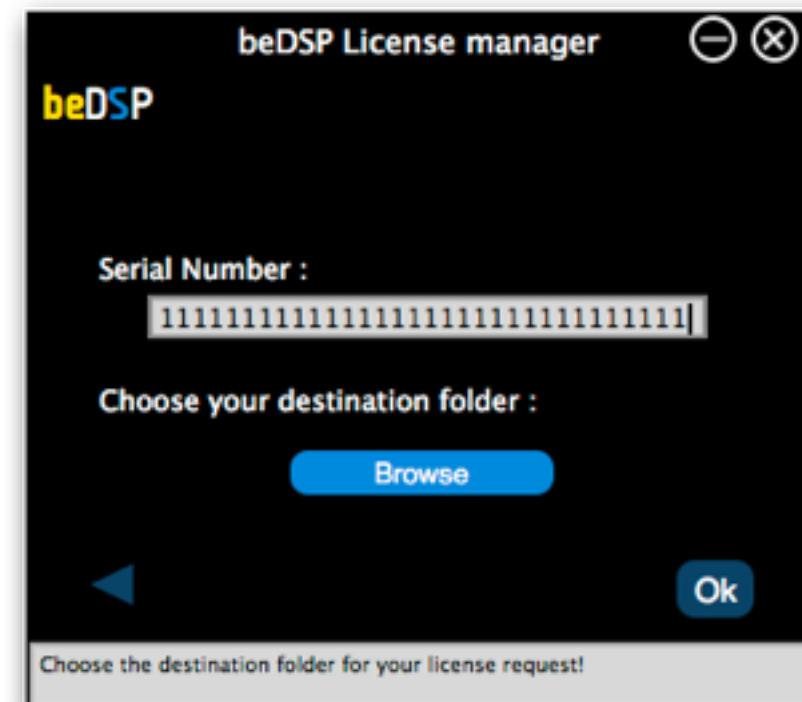 beDSP License manager
beDSP
Serial Number :
111111111111111111111111111111111
Choose your destination folder :
Browse
Ok
Choose the destination folder for your license request!